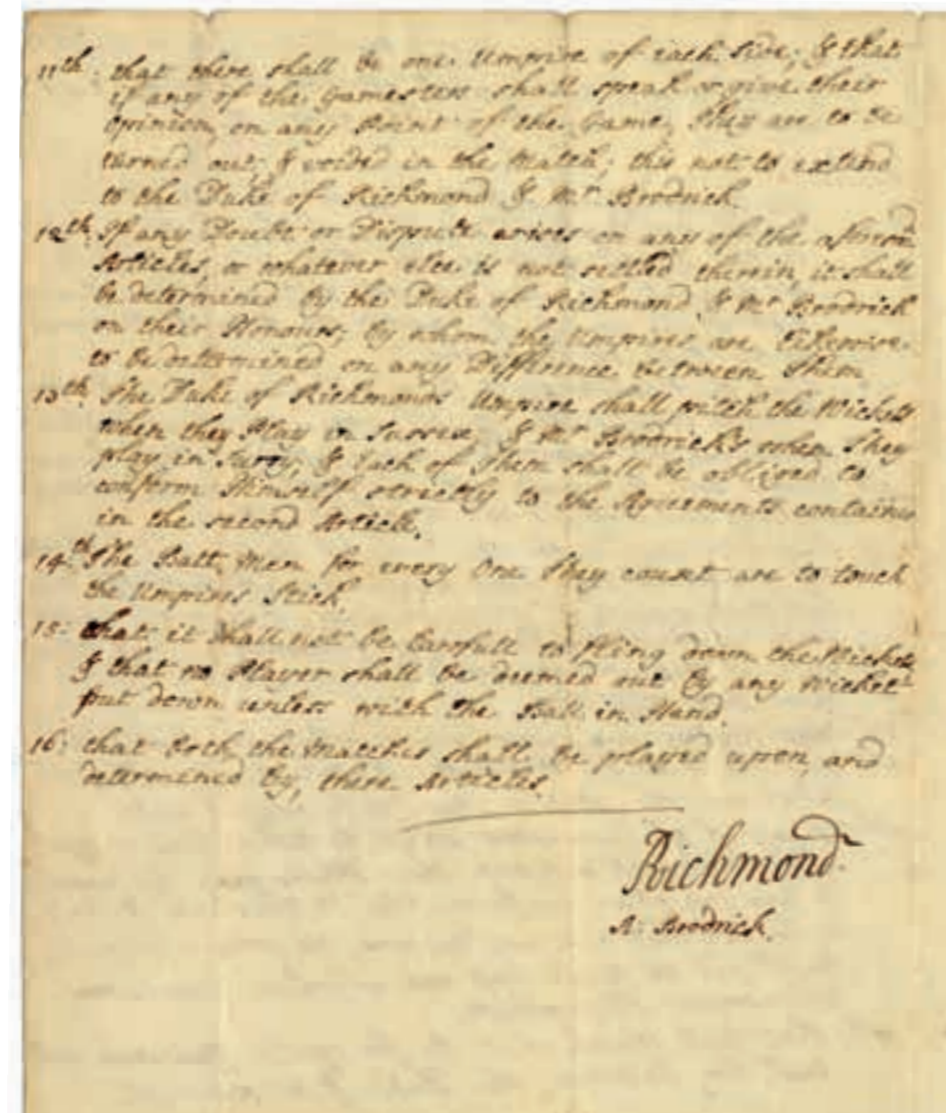 11th. that there shall be one Umpire of each Side; & that
if any of the Gamesters shall speak or give their
Opinion, on any Point of the Game, they are to be
turned out, & voided in the Match; this not to extend
to the Duke of Richmond & Mr. Brodrick.
12th. If any Doubt or Dispute arises on any of the aforesd.
Articles, or whatever else is not settled therein, it shall
be determined by the Duke of Richmond & Mr Brodrick
on their Honours; by whom the Umpires are likewise
to be determined on any Difference between Them
13th. The Duke of Richmonds Umpire shall pitch the Wickets
when they Play in Sussex; & Mr. Brodrick's when they
play in Surry; & Each of Them shall be obliged to
conform Himself strictly to the Agreements contained
in the second Article.
14th. The Batt Men for every One they count are to touch
the Umpires Stick.
15: that it shall not be Lawfull to fling down the Wickets
& that no Player shall be deemed out by any Wicket
put down unless with the Ball in Hand.
16: that both the Matches shall be played upon, and
determined by, these Articles.
Richmond
A: Brodrick.